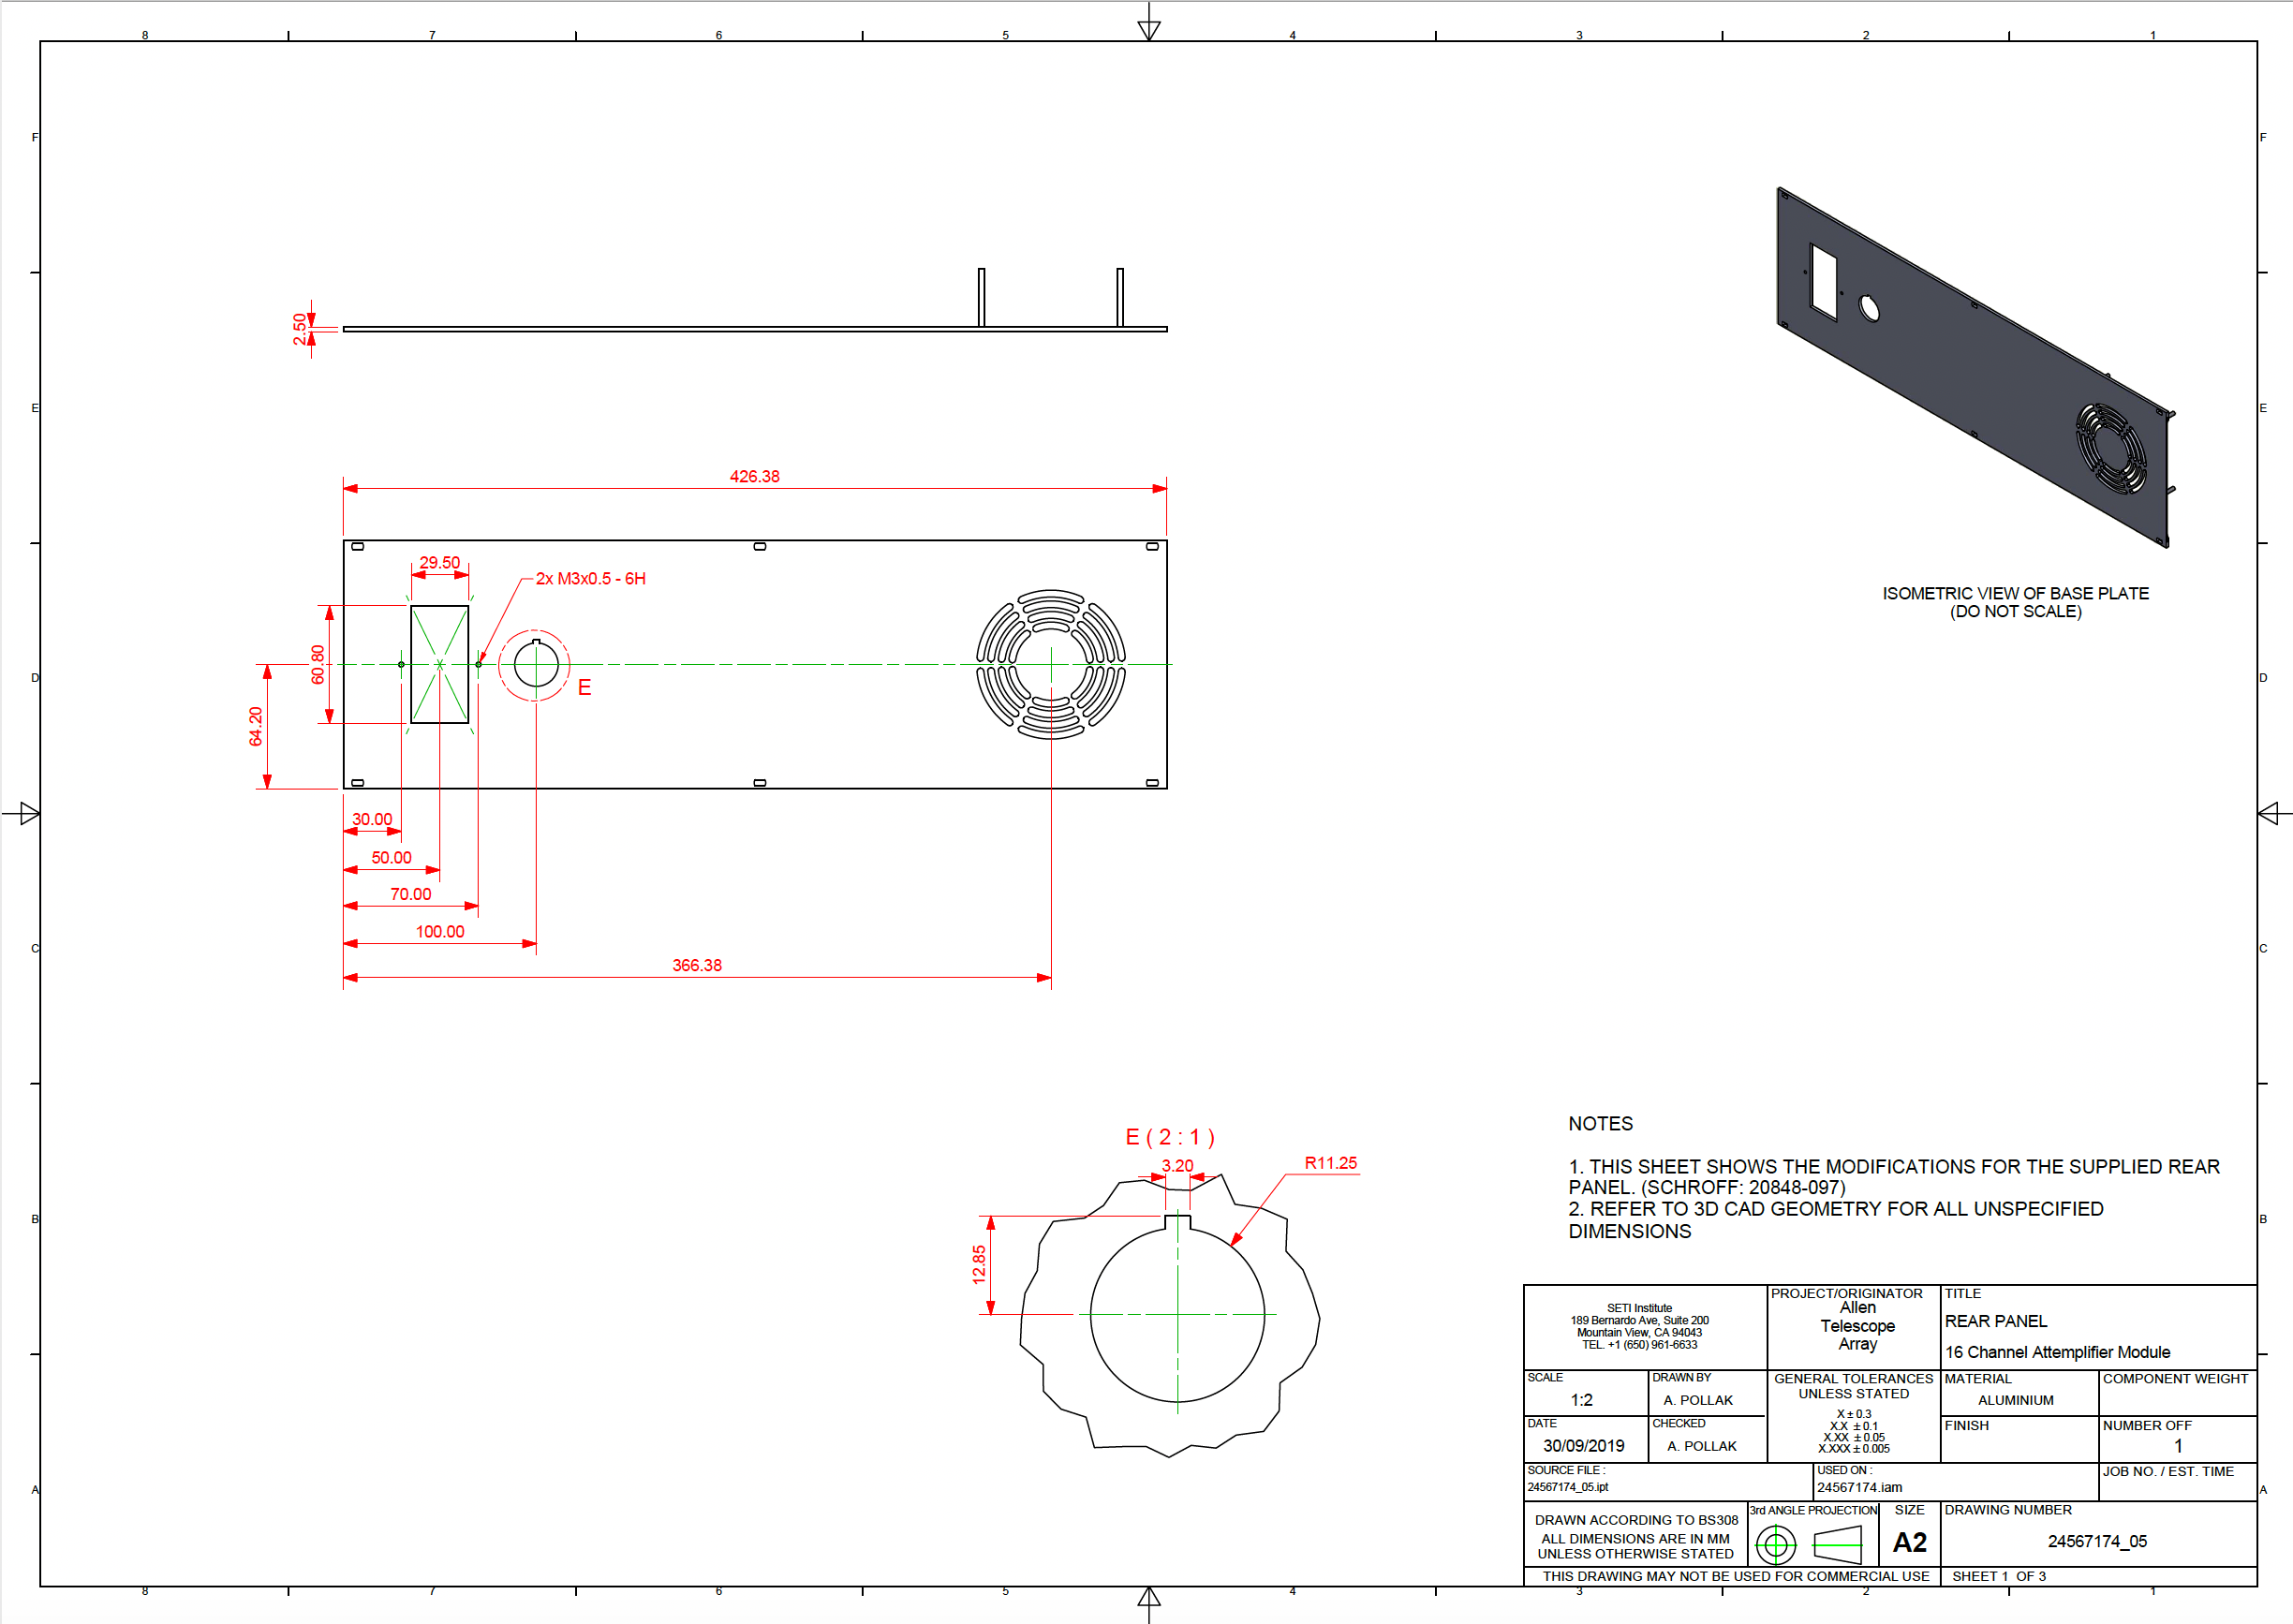 8 7 6 5 4 3 2 1
F F
E E
D D
C C
B B
A A
2.50
426.38
29.50
2x M3x0.5 - 6H
60.80
64.20
E
30.00
50.00
70.00
100.00
366.38
ISOMETRIC VIEW OF BASE PLATE
(DO NOT SCALE)
E ( 2 : 1 )
3.20
R11.25
12.85
NOTES
1. THIS SHEET SHOWS THE MODIFICATIONS FOR THE SUPPLIED REAR
PANEL. (SCHROFF: 20848-097)
2. REFER TO 3D CAD GEOMETRY FOR ALL UNSPECIFIED
DIMENSIONS
SETI Institute
189 Bernardo Ave, Suite 200
Mountain View, CA 94043
TEL. +1 (650) 961-6633
PROJECT/ORIGINATOR
Allen
Telescope
Array
TITLE
REAR PANEL
16 Channel Attemplifier Module
SCALE
1:2
DRAWN BY
A. POLLAK
GENERAL TOLERANCES
UNLESS STATED
X ± 0.3
X.X ± 0.1
X.XX ± 0.05
X.XXX ± 0.005
MATERIAL
ALUMINIUM
COMPONENT WEIGHT
DATE
30/09/2019
CHECKED
A. POLLAK
FINISH
NUMBER OFF
1
SOURCE FILE :
24567174_05.ipt
USED ON :
24567174.iam
JOB NO. / EST. TIME
DRAWN ACCORDING TO BS308
ALL DIMENSIONS ARE IN MM
UNLESS OTHERWISE STATED
3rd ANGLE PROJECTION
SIZE
A2
DRAWING NUMBER
24567174_05
THIS DRAWING MAY NOT BE USED FOR COMMERCIAL USE
SHEET 1 OF 3
8 7 6 5 4 3 2 1